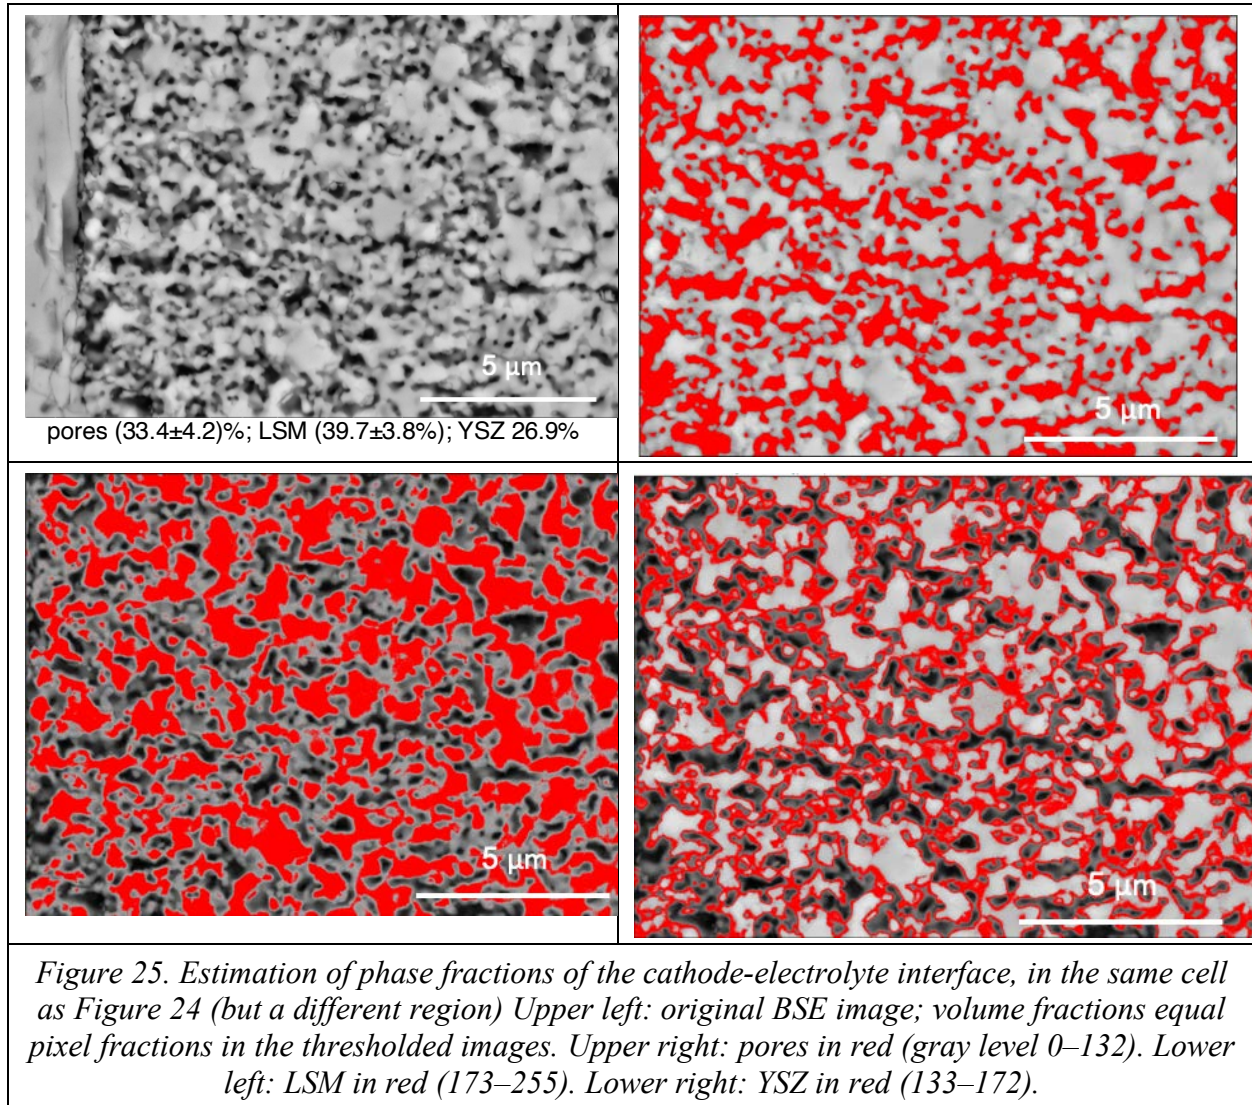 5 µm
pores (33.4±4.2)%; LSM (39.7±3.8%); YSZ 26.9%
5 µm
5 µm
5 µm
Figure 25. Estimation of phase fractions of the cathode-electrolyte interface, in the same cell
as Figure 24 (but a different region) Upper left: original BSE image; volume fractions equal
pixel fractions in the thresholded images. Upper right: pores in red (gray level 0–132). Lower
left: LSM in red (173–255). Lower right: YSZ in red (133–172).